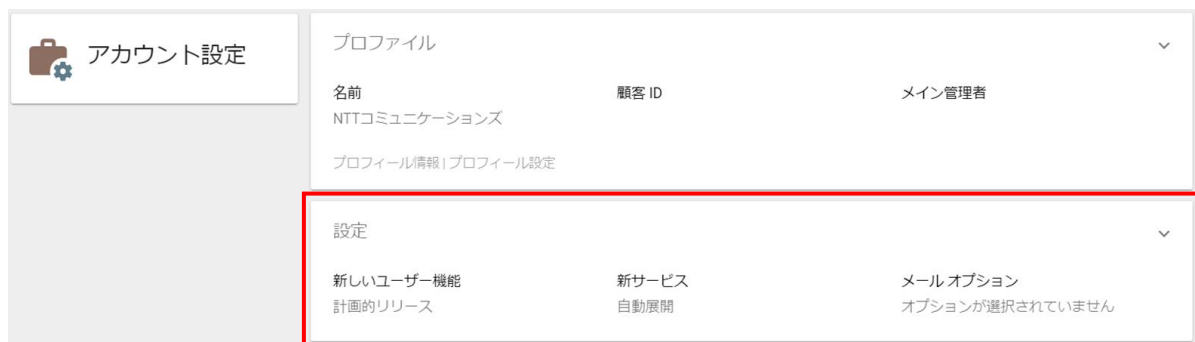 アカウント設定
プロファイル
名前 顧客 ID メイン管理者
NTTコミュニケーションズ
プロフィール情報 | プロフィール設定
設定
新しいユーザー機能 新サービス メール オプション
計画的リリース 自動展開 オプションが選択されていません